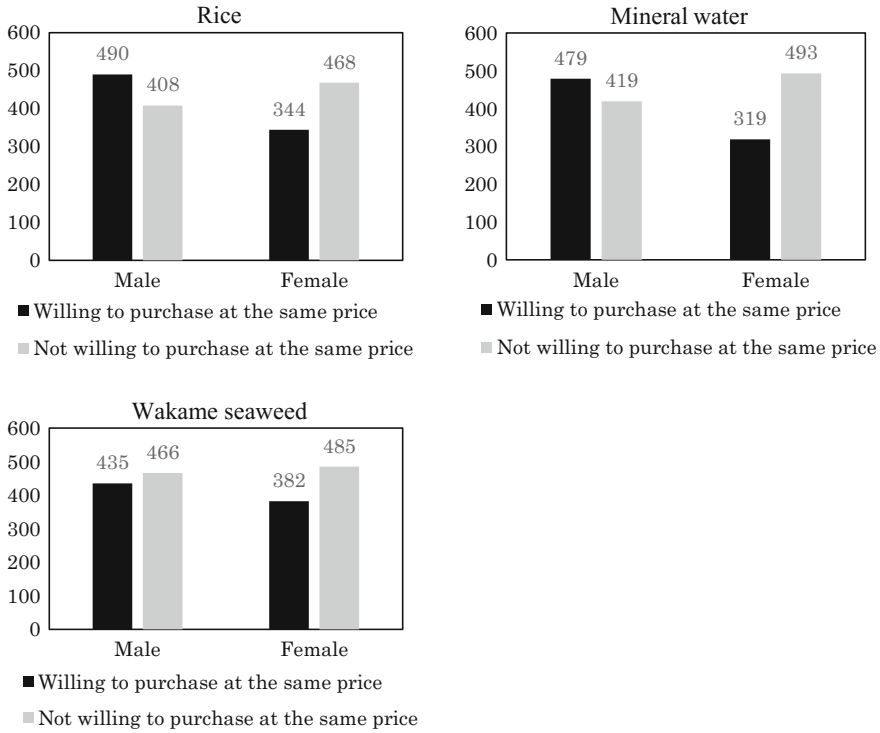 Rice
600
500
400
300
200
100
0
490
408
344
468
Male
Female
■ Willing to purchase at the same price
■ Not willing to purchase at the same price
Mineral water
600
500
400
300
200
100
0
479
419
319
493
Male
Female
■ Willing to purchase at the same price
■ Not willing to purchase at the same price
Wakame seaweed
600
500
400
300
200
100
0
435
466
382
485
Male
Female
■ Willing to purchase at the same price
■ Not willing to purchase at the same price